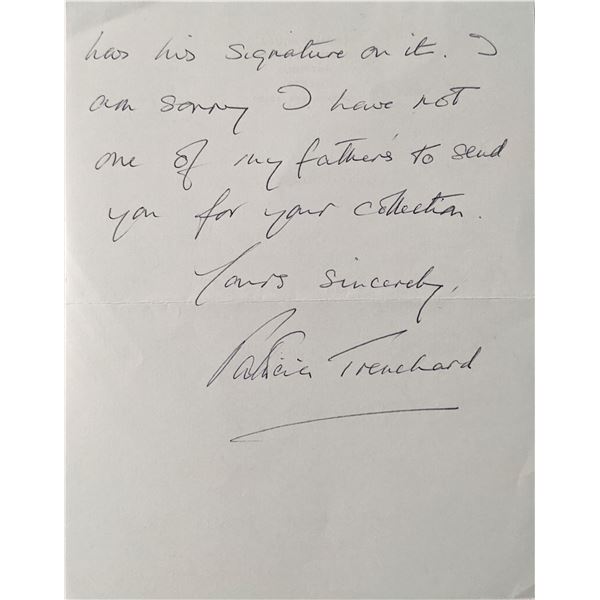 has his signature on it. I
am sorry I have not
one of my father's to send
you for your collection.
Yours sincerely,
Patricia Trenchard